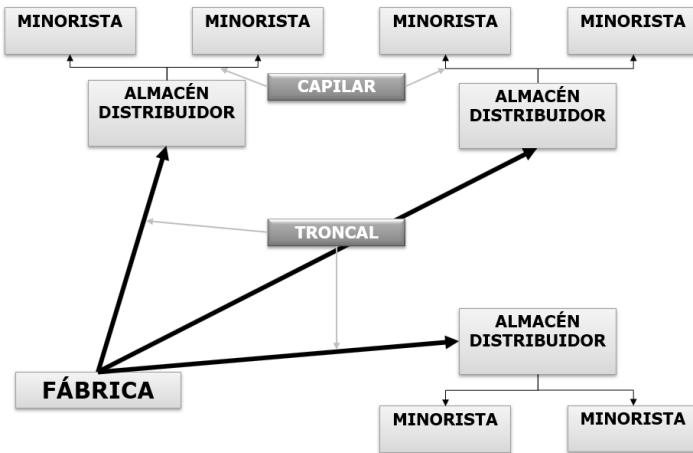 MINORISTA
MINORISTA
MINORISTA
MINORISTA
CAPILAR
ALMACÉN
DISTRIBUIDOR
ALMACÉN
DISTRIBUIDOR
TRONCAL
ALMACÉN
DISTRIBUIDOR
FÁBRICA
MINORISTA
MINORISTA